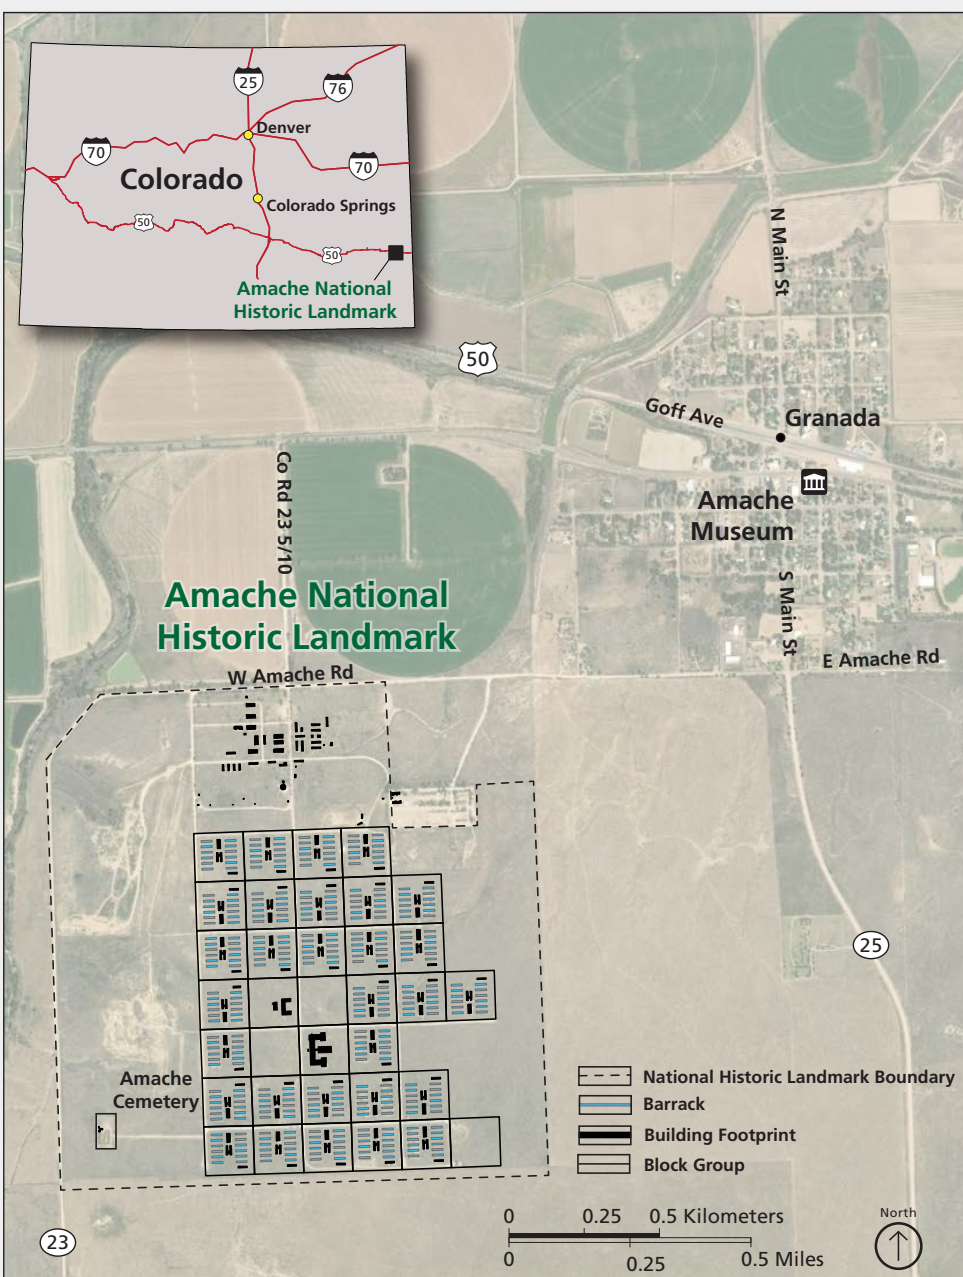 25
76
Denver
70
70
Colorado
Colorado Springs
50
50
Amache National
Historic Landmark
N Main St
50
Goff Ave
Granada
Co Rd 23 5/10
Amache
Museum
Amache National
Historic Landmark
S Main St
E Amache Rd
W Amache Rd
25
Amache
Cemetery
National Historic Landmark Boundary
Barrack
Building Footprint
Block Group
0 0.25 0.5 Kilometers
0 0.25 0.5 Miles
North
23